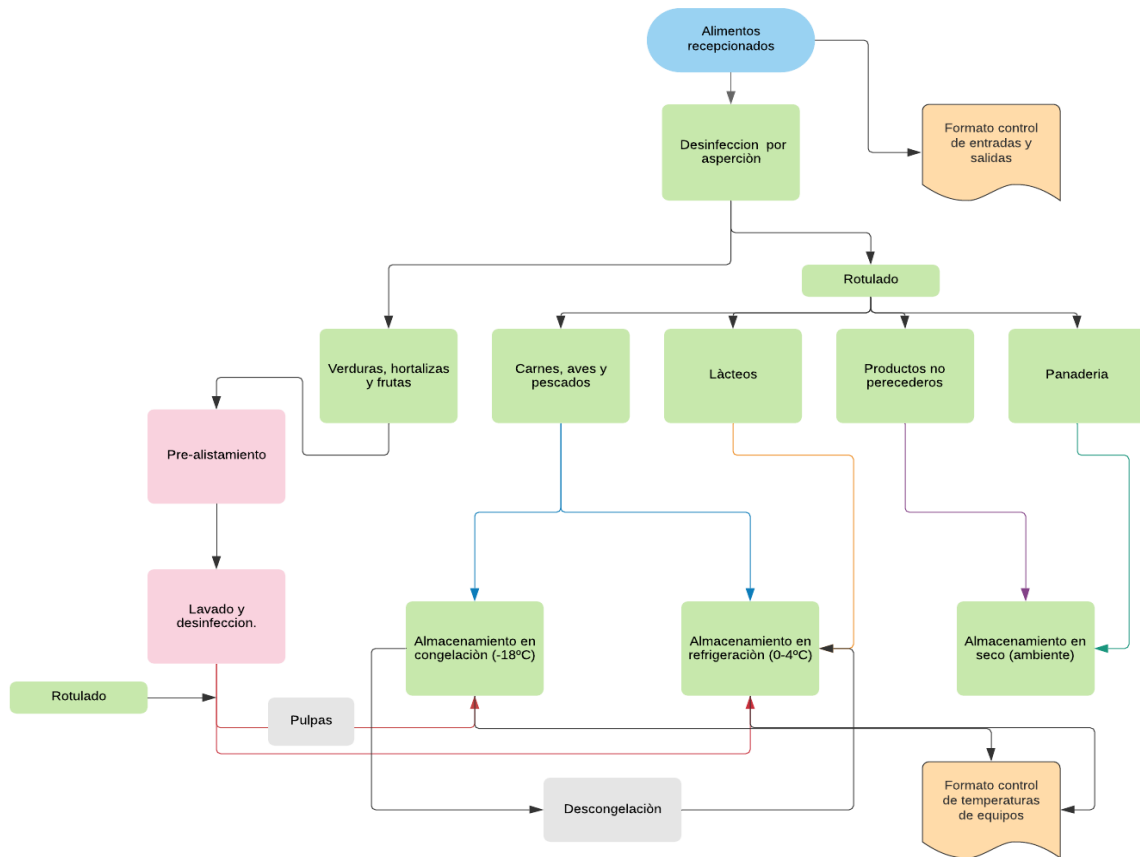 Alimentos
recepcionados
Formato control
de entradas y
salidas
Desinfeccion por
asperciòn
Rotulado
Verduras, hortalizas
y frutas
Carnes, aves y
pescados
Làcteos
Productos no
perecederos
Panaderia
Pre-alistamiento
Lavado y
desinfeccion.
Almacenamiento en
congelaciòn (-18ºC)
Almacenamiento en
refrigeraciòn (0-4ºC)
Almacenamiento en
seco (ambiente)
Rotulado
Pulpas
Descongelaciòn
Formato control
de temperaturas
de equipos